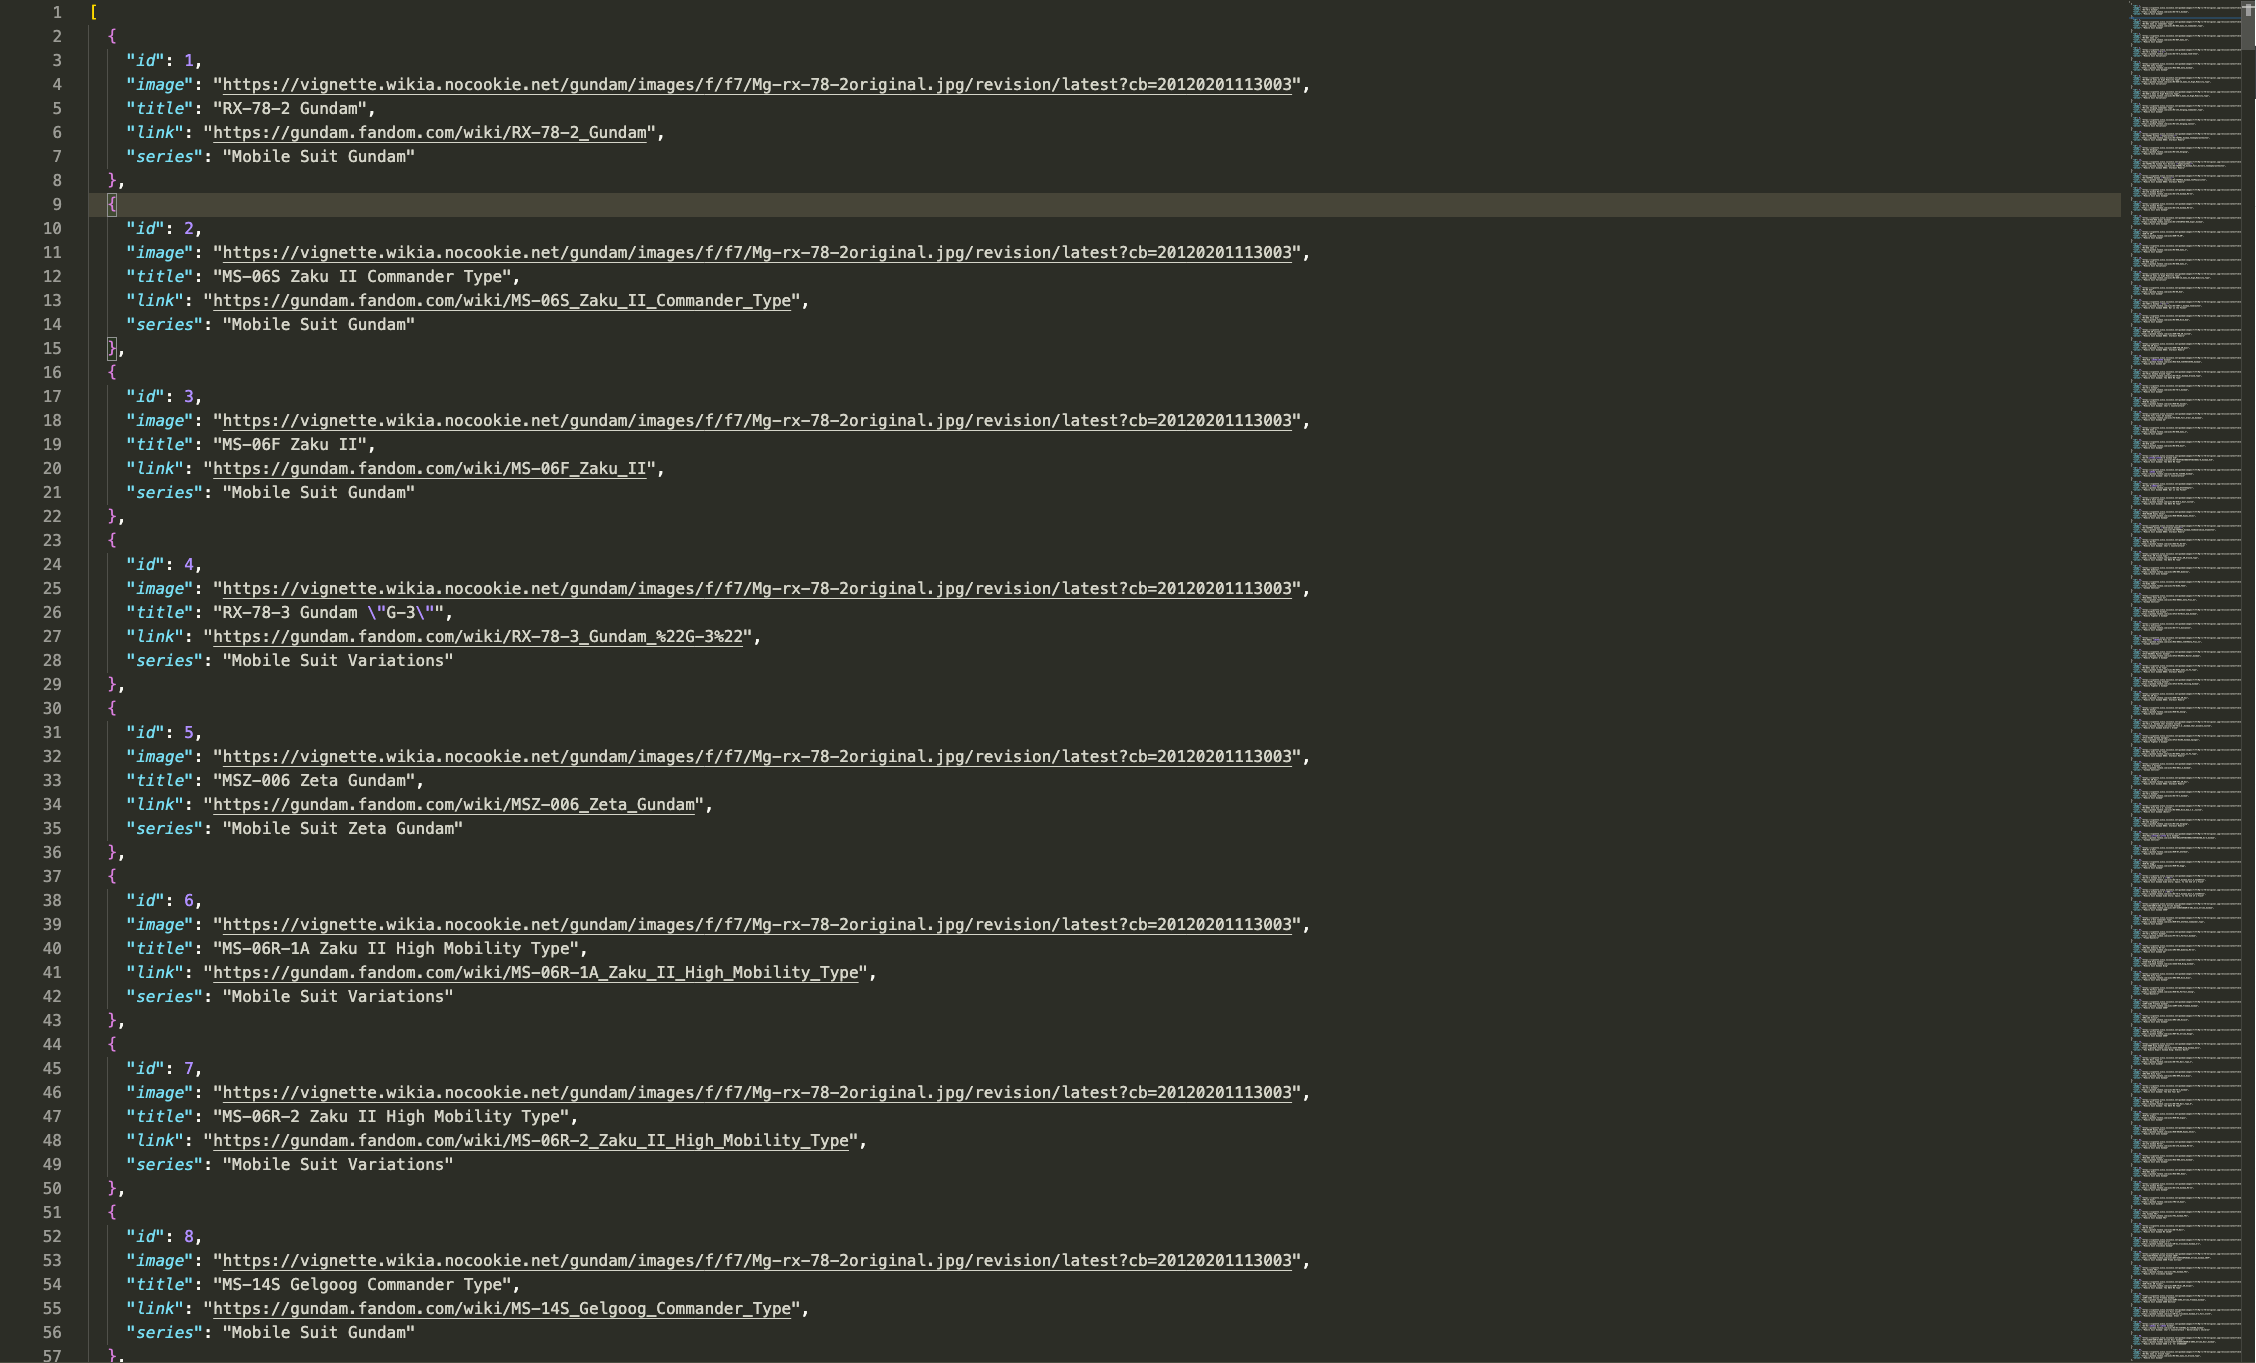 1 [
2 {
3 "id": 1,
4 "image": "https://vignette.wikia.nocookie.net/gundam/images/f/f7/Mg-rx-78-2original.jpg/revision/latest?cb=20120201113003",
5 "title": "RX-78-2 Gundam",
6 "link": "https://gundam.fandom.com/wiki/RX-78-2_Gundam",
7 "series": "Mobile Suit Gundam"
8 },
9 {
10 "id": 2,
11 "image": "https://vignette.wikia.nocookie.net/gundam/images/f/f7/Mg-rx-78-2original.jpg/revision/latest?cb=20120201113003",
12 "title": "MS-06S Zaku II Commander Type",
13 "link": "https://gundam.fandom.com/wiki/MS-06S_Zaku_II_Commander_Type",
14 "series": "Mobile Suit Gundam"
15 },
16 {
17 "id": 3,
18 "image": "https://vignette.wikia.nocookie.net/gundam/images/f/f7/Mg-rx-78-2original.jpg/revision/latest?cb=20120201113003",
19 "title": "MS-06F Zaku II",
20 "link": "https://gundam.fandom.com/wiki/MS-06F_Zaku_II",
21 "series": "Mobile Suit Gundam"
22 },
23 {
24 "id": 4,
25 "image": "https://vignette.wikia.nocookie.net/gundam/images/f/f7/Mg-rx-78-2original.jpg/revision/latest?cb=20120201113003",
26 "title": "RX-78-3 Gundam \"G-3\"",
27 "link": "https://gundam.fandom.com/wiki/RX-78-3_Gundam_%22G-3%22",
28 "series": "Mobile Suit Variations"
29 },
30 {
31 "id": 5,
32 "image": "https://vignette.wikia.nocookie.net/gundam/images/f/f7/Mg-rx-78-2original.jpg/revision/latest?cb=20120201113003",
33 "title": "MSZ-006 Zeta Gundam",
34 "link": "https://gundam.fandom.com/wiki/MSZ-006_Zeta_Gundam",
35 "series": "Mobile Suit Zeta Gundam"
36 },
37 {
38 "id": 6,
39 "image": "https://vignette.wikia.nocookie.net/gundam/images/f/f7/Mg-rx-78-2original.jpg/revision/latest?cb=20120201113003",
40 "title": "MS-06R-1A Zaku II High Mobility Type",
41 "link": "https://gundam.fandom.com/wiki/MS-06R-1A_Zaku_II_High_Mobility_Type",
42 "series": "Mobile Suit Variations"
43 },
44 {
45 "id": 7,
46 "image": "https://vignette.wikia.nocookie.net/gundam/images/f/f7/Mg-rx-78-2original.jpg/revision/latest?cb=20120201113003",
47 "title": "MS-06R-2 Zaku II High Mobility Type",
48 "link": "https://gundam.fandom.com/wiki/MS-06R-2_Zaku_II_High_Mobility_Type",
49 "series": "Mobile Suit Variations"
50 },
51 {
52 "id": 8,
53 "image": "https://vignette.wikia.nocookie.net/gundam/images/f/f7/Mg-rx-78-2original.jpg/revision/latest?cb=20120201113003",
54 "title": "MS-14S Gelgoog Commander Type",
55 "link": "https://gundam.fandom.com/wiki/MS-14S_Gelgoog_Commander_Type",
56 "series": "Mobile Suit Gundam"
57 },